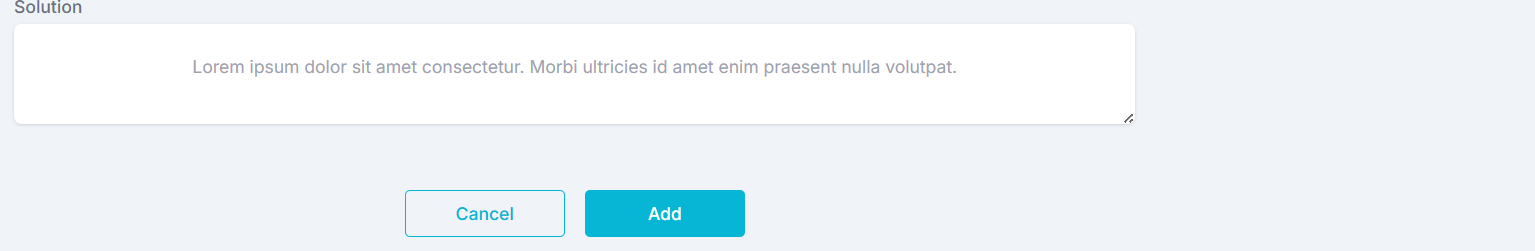 Solution
Lorem ipsum dolor sit amet consectetur. Morbi ultricies id amet enim praesent nulla volutpat.
Cancel
Add